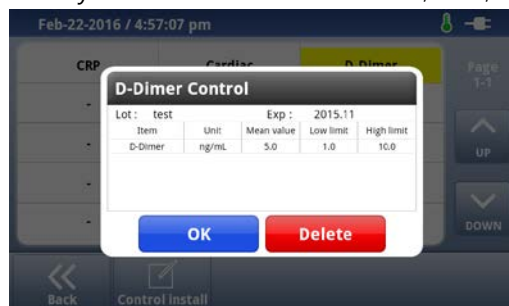 Feb-22-2016 / 4:57:07 pm
CRP Cardiac D-Dimer
Page
1-1
D-Dimer Control
Lot : test Exp : 2015.11
Item Unit Mean value Low limit High limit
D-Dimer ng/mL 5.0 1.0 10.0
-
-
-
-
UP
OK Delete
DOWN
Back Control install